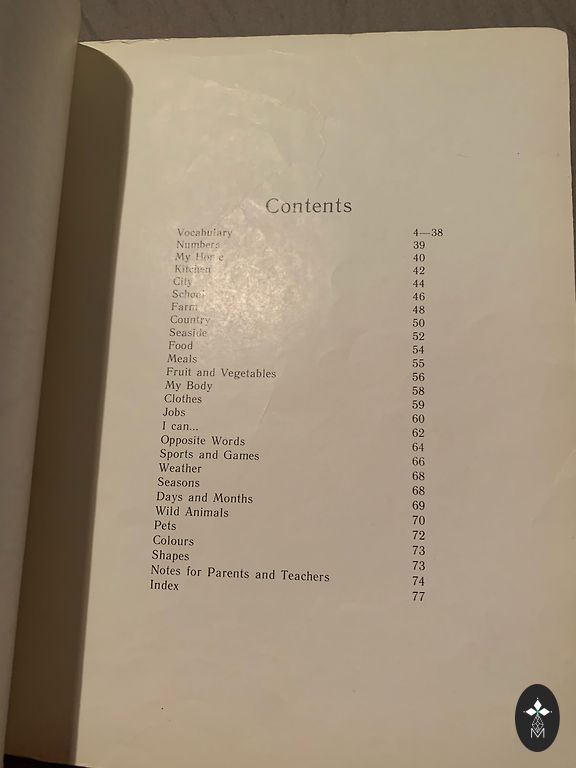 Contents
Vocabulary 4—38
Numbers 39
My Home 40
Kitchen 42
City 44
School 46
Farm 48
Country 50
Seaside 52
Food 54
Meals 55
Fruit and Vegetables 56
My Body 58
Clothes 59
Jobs 60
I can... 62
Opposite Words 64
Sports and Games 66
Weather 68
Seasons 68
Days and Months 69
Wild Animals 70
Pets 72
Colours 73
Shapes 73
Notes for Parents and Teachers 74
Index 77
M